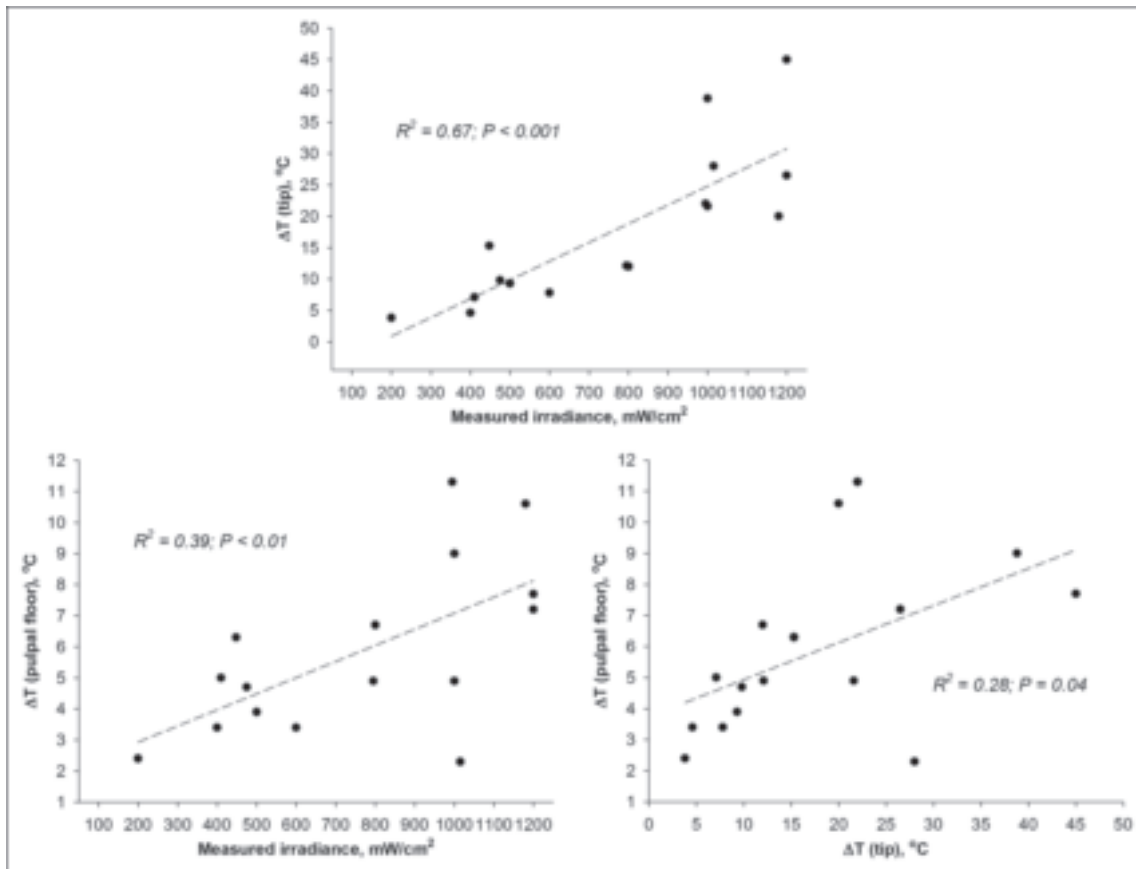 50
45
40
35
30
25
20
15
10
5
0
ΔT (tip), °C
R² = 0.67; P < 0.001
100 200 300 400 500 600 700 800 900 1000 1100 1200
Measured irradiance, mW/cm²
12
11
10
9
8
7
6
5
4
3
2
1
ΔT (pulpal floor), °C
R² = 0.39; P < 0.01
100 200 300 400 500 600 700 800 900 1000 1100 1200
Measured irradiance, mW/cm²
12
11
10
9
8
7
6
5
4
3
2
1
ΔT (pulpal floor), °C
R² = 0.28; P = 0.04
0 5 10 15 20 25 30 35 40 45 50
ΔT (tip), °C